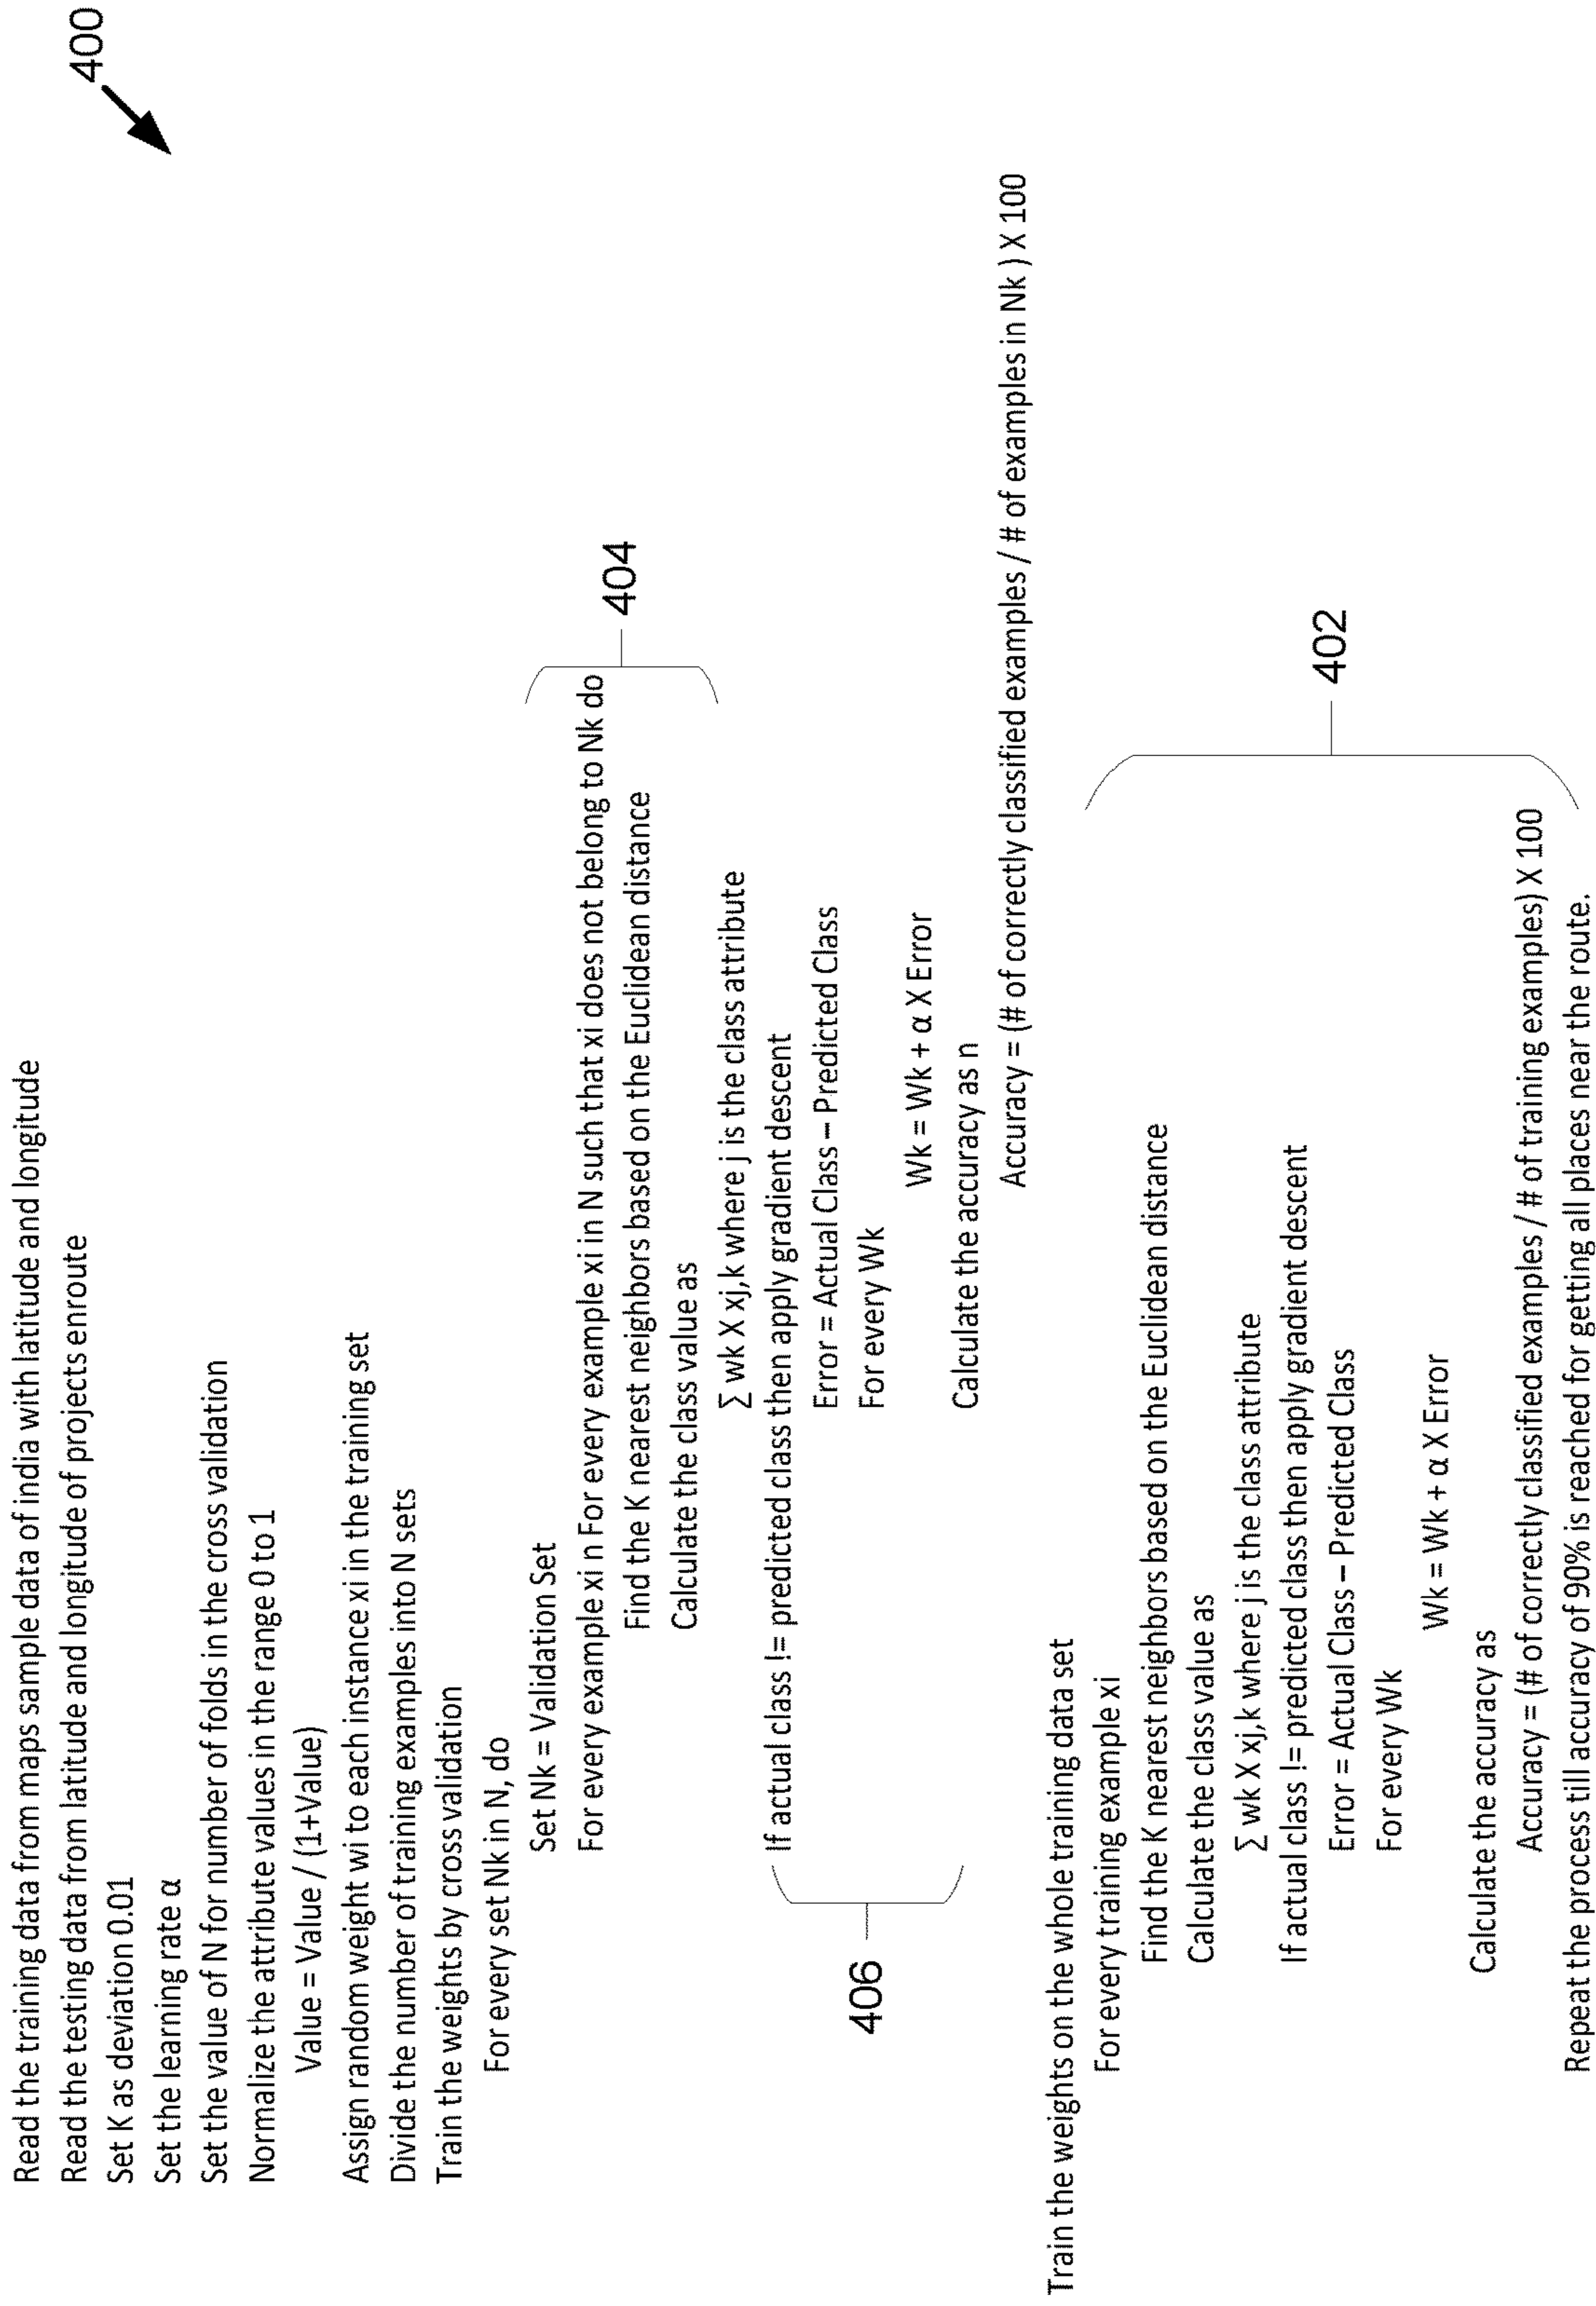 400
Read the training data from maps sample data of india with latitude and longitude
Read the testing data from latitude and longitude of projects enroute
Set K as deviation 0.01
Set the learning rate α
Set the value of N for number of folds in the cross validation
Normalize the attribute values in the range 0 to 1
Value = Value / (1+Value)
Assign random weight wi to each instance xi in the training set
Divide the number of training examples into N sets
Train the weights by cross validation
For every set Nk in N, do
Set Nk = Validation Set
For every example xi n For every example xi in N such that xi does not belong to Nk do
Find the K nearest neighbors based on the Euclidean distance
404
Calculate the class value as
∑ wk X xj,k where j is the class attribute
If actual class != predicted class then apply gradient descent
Error = Actual Class – Predicted Class
406
For every Wk
Wk = Wk + α X Error
Calculate the accuracy as n
Accuracy = (# of correctly classified examples / # of examples in Nk ) X 100
Train the weights on the whole training data set
For every training example xi
Find the K nearest neighbors based on the Euclidean distance
Calculate the class value as
∑ wk X xj,k where j is the class attribute
If actual class != predicted class then apply gradient descent
Error = Actual Class – Predicted Class
402
For every Wk
Wk = Wk + α X Error
Calculate the accuracy as
Accuracy = (# of correctly classified examples / # of training examples) X 100
Repeat the process till accuracy of 90% is reached for getting all places near the route.